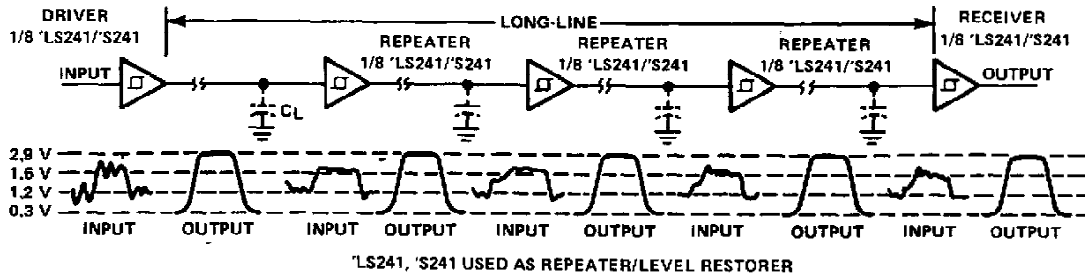 DRIVER
1/8 'LS241/'S241
LONG-LINE
RECEIVER
1/8 'LS241/'S241
REPEATER
1/8 'LS241/'S241
REPEATER
1/8 'LS241/'S241
REPEATER
1/8 'LS241/'S241
INPUT
OUTPUT
CL
2.9 V
1.6 V
1.2 V
0.3 V
INPUT OUTPUT INPUT OUTPUT INPUT OUTPUT INPUT OUTPUT INPUT OUTPUT
'LS241, 'S241 USED AS REPEATER/LEVEL RESTORER